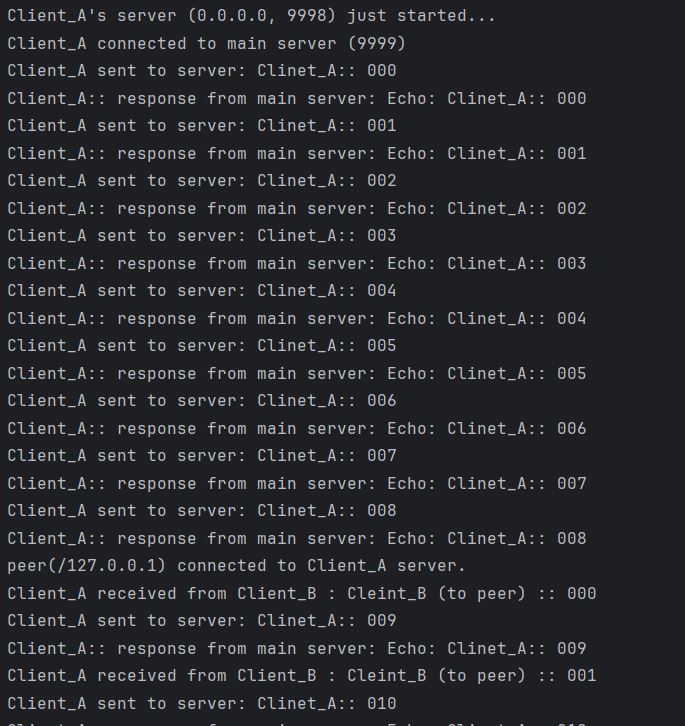 Client_A's server (0.0.0.0, 9998) just started...
Client_A connected to main server (9999)
Client_A sent to server: Clinet_A:: 000
Client_A:: response from main server: Echo: Clinet_A:: 000
Client_A sent to server: Clinet_A:: 001
Client_A:: response from main server: Echo: Clinet_A:: 001
Client_A sent to server: Clinet_A:: 002
Client_A:: response from main server: Echo: Clinet_A:: 002
Client_A sent to server: Clinet_A:: 003
Client_A:: response from main server: Echo: Clinet_A:: 003
Client_A sent to server: Clinet_A:: 004
Client_A:: response from main server: Echo: Clinet_A:: 004
Client_A sent to server: Clinet_A:: 005
Client_A:: response from main server: Echo: Clinet_A:: 005
Client_A sent to server: Clinet_A:: 006
Client_A:: response from main server: Echo: Clinet_A:: 006
Client_A sent to server: Clinet_A:: 007
Client_A:: response from main server: Echo: Clinet_A:: 007
Client_A sent to server: Clinet_A:: 008
Client_A:: response from main server: Echo: Clinet_A:: 008
peer(/127.0.0.1) connected to Client_A server.
Client_A received from Client_B : Cleint_B (to peer) :: 000
Client_A sent to server: Clinet_A:: 009
Client_A:: response from main server: Echo: Clinet_A:: 009
Client_A received from Client_B : Cleint_B (to peer) :: 001
Client_A sent to server: Clinet_A:: 010